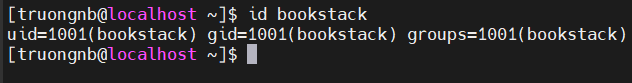 [truongnb@localhost ~]$ id bookstack
uid=1001(bookstack) gid=1001(bookstack) groups=1001(bookstack)
[truongnb@localhost ~]$